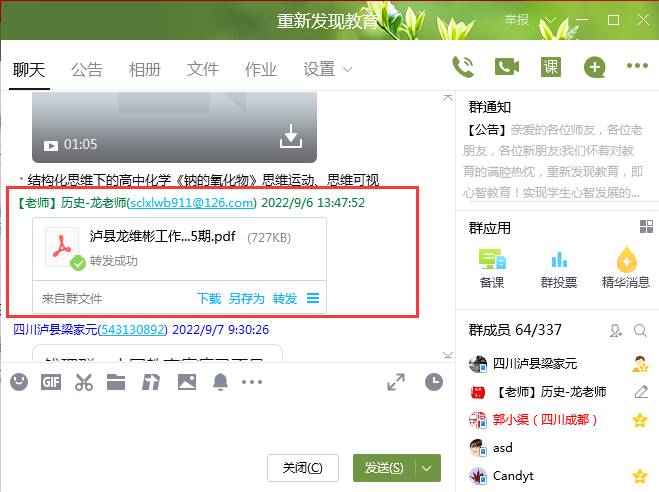 重新发现教育
举报
聊天 公告 相册 文件 作业 设置
课
01:05
· 结构化思维下的高中化学《钠的氧化物》思维运动、思维可视
【老师】历史-龙老师(sclxlwb911@126.com) 2022/9/6 13:47:52
泸县龙维彬工作...5期.pdf (727KB)
转发成功
来自群文件 下载 另存为 转发
四川泸县梁家元(543130892) 2022/9/7 9:30:26
GIF
关闭(C) 发送(S)
群通知
【公告】亲爱的各位师友，各位老
朋友，各位新朋友:我们怀着对教
育的满腔热忱，重新发现教育，即
心智教育！实现学生心智发展的...
群应用
备课 群投票 精华消息
群成员 64/337
四川泸县梁家元
【老师】历史-龙老师
郭小渠（四川成都）
asd
Candyt